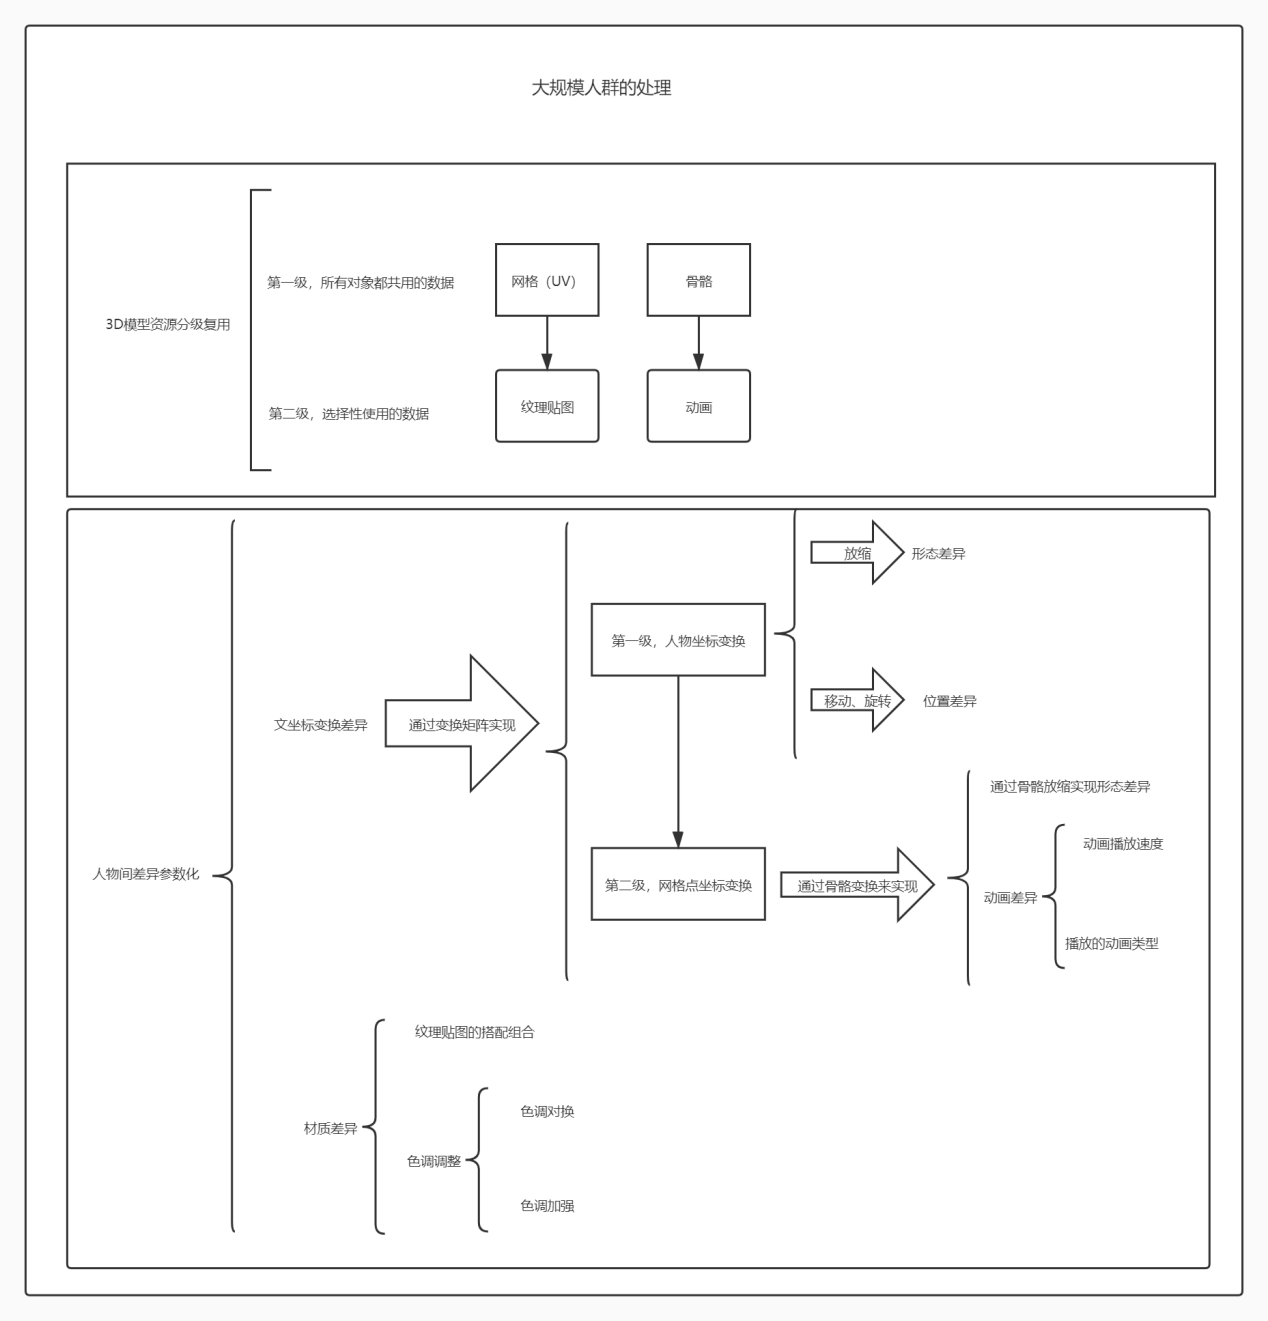 大规模人群的处理
3D模型资源分级复用
第一级，所有对象都共用的数据
网格（UV）
骨骼
第二级，选择性使用的数据
纹理贴图
动画
人物间差异参数化
文坐标变换差异
通过变换矩阵实现
第一级，人物坐标变换
放缩
形态差异
移动、旋转
位置差异
第二级，网格点坐标变换
通过骨骼变换来实现
通过骨骼放缩实现形态差异
动画差异
动画播放速度
播放的动画类型
材质差异
纹理贴图的搭配组合
色调调整
色调对换
色调加强